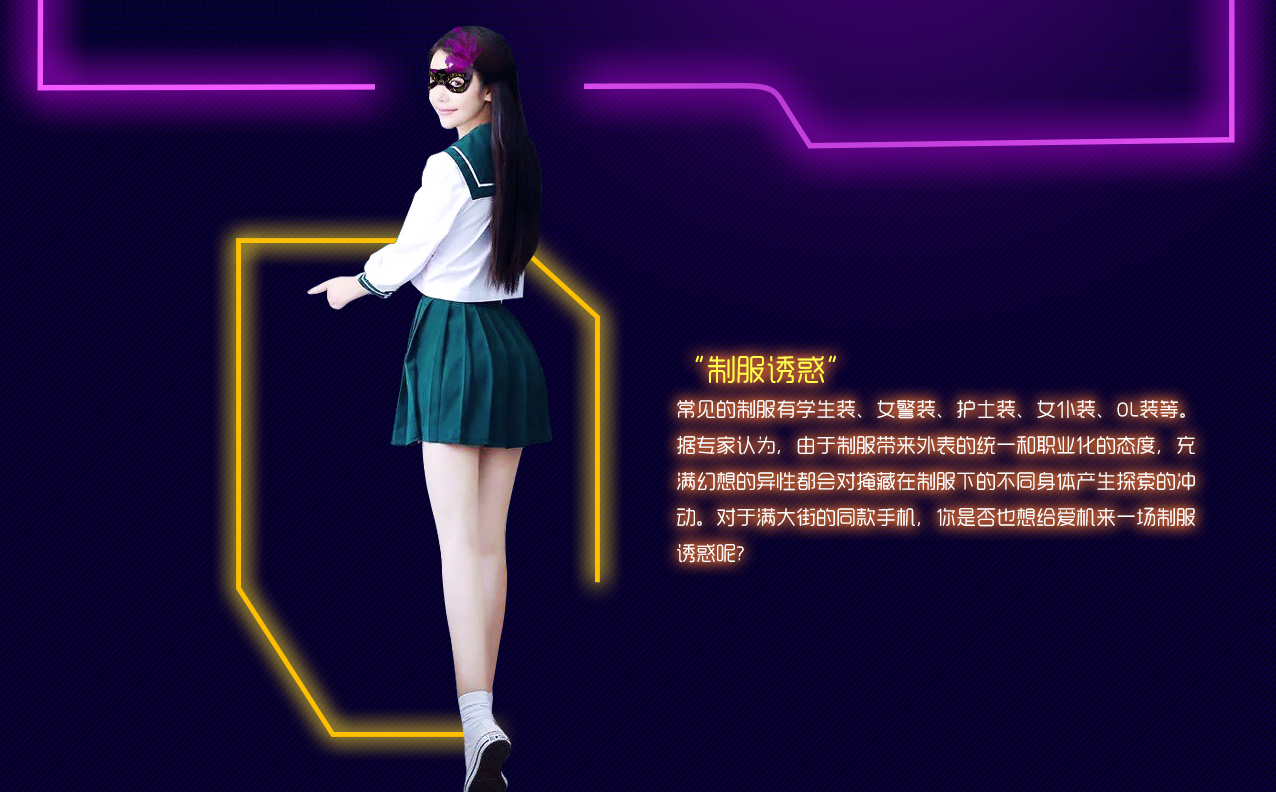 “制服诱惑”
常见的制服有学生装、女警装、护士装、女仆装、OL装等。
据专家认为，由于制服带来外表的统一和职业化的态度，充
满幻想的异性都会对掩藏在制服下的不同身体产生探索的冲
动。对于满大街的同款手机，你是否也想给爱机来一场制服
诱惑呢?